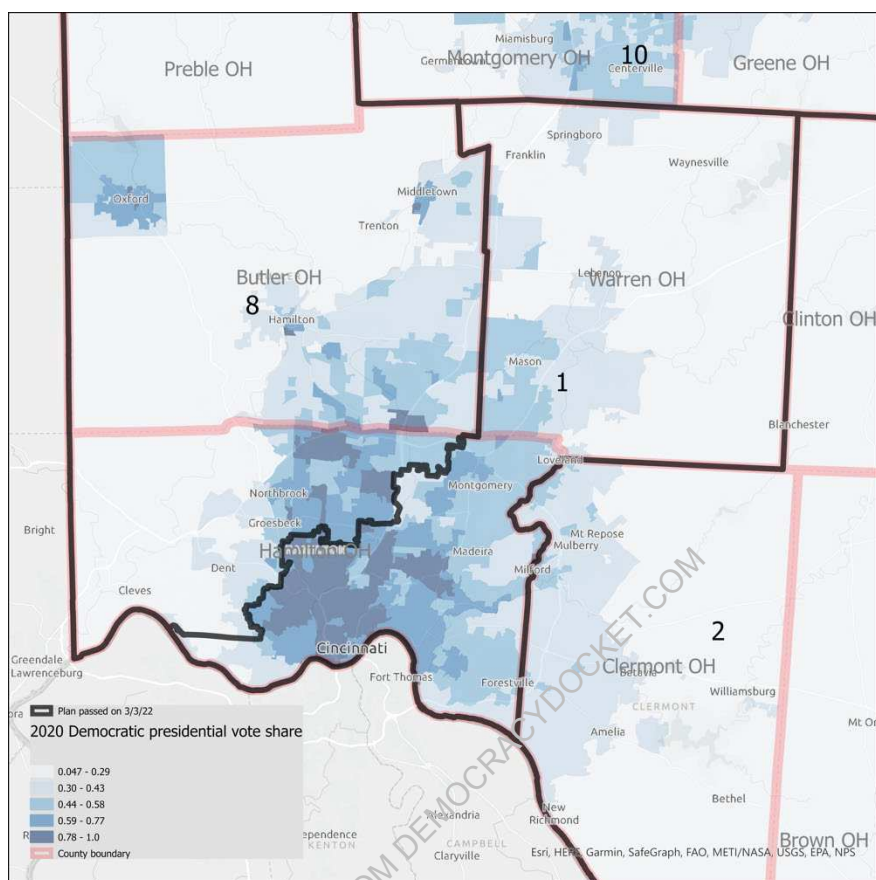 Miamisburg
Montgomery OH
10
Preble OH
Germantown
Centerville
Greene OH
Springboro
Franklin
Waynesville
Oxford
Middletown
Trenton
Butler OH
Lebanon
Warren OH
8
Hamilton
Clinton OH
Mason
1
Blanchester
Loveland
Northbrook
Montgomery
Groesbeck
Bright
Mt Repose
Hamilton OH
Madeira
Mulberry
Dent
Milford
Cleves
2
Cincinnati
Greendale
Lawrenceburg
Clermont OH
Batavia
Fort Thomas
Forestville
Williamsburg
CLERMONT
Plan passed on 3/3/22
Amelia
2020 Democratic presidential vote share
0.047 - 0.29
0.30 - 0.43
0.44 - 0.58
0.59 - 0.77
0.78 - 1.0
County boundary
Bethel
New
Richmond
Alexandria
ependence
KENTON
CAMPBELL
Claryville
Brown OH
Esri, HERE, Garmin, SafeGraph, FAO, METI/NASA, USGS, EPA, NPS
OM DEMOCRACYDOCKET.COM